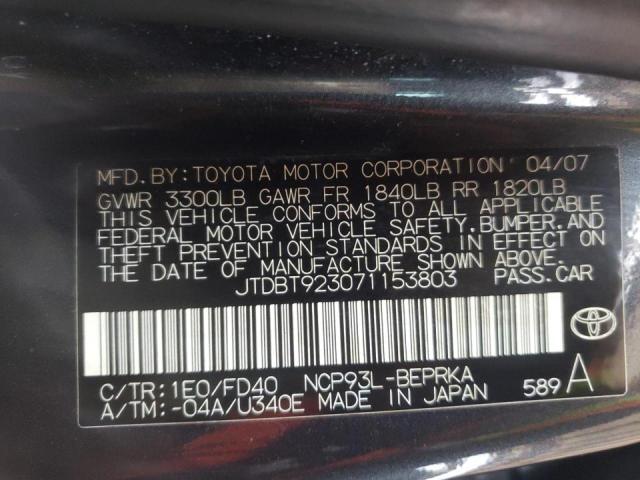 MFD. BY: TOYOTA MOTOR CORPORATION 04/07
GVWR 3300LB GAWR FR 1840LB RR 1820LB
THIS VEHICLE CONFORMS TO ALL APPLICABLE
FEDERAL MOTOR VEHICLE SAFETY, BUMPER, AND
THEFT PREVENTION STANDARDS IN EFFECT ON
THE DATE OF MANUFACTURE SHOWN ABOVE.
JTDBT923071153803 PASS.CAR
C/TR: 1E0/FD40 NCP93L-BEPRKA
A/TM: -04A/U340E MADE IN JAPAN 589 A